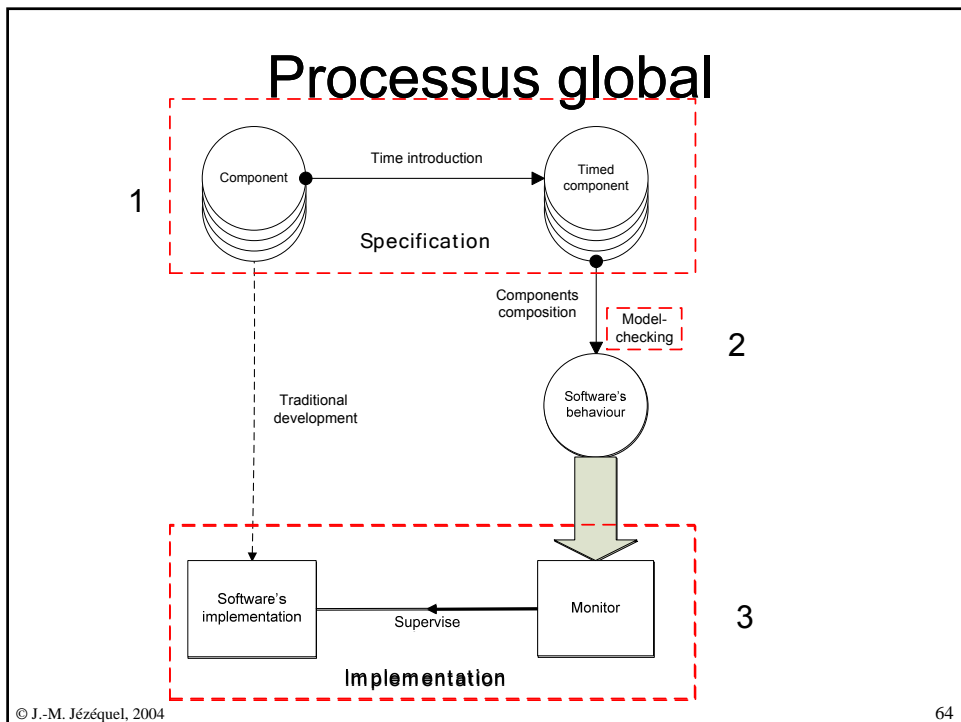 Processus global
Component
Time introduction
Timed
component
1
Specification
Components
composition
Model-
checking
2
Software's
behaviour
Traditional
development
Software's
implementation
Supervise
Monitor
3
Implementation
© J.-M. Jézéquel, 2004
64